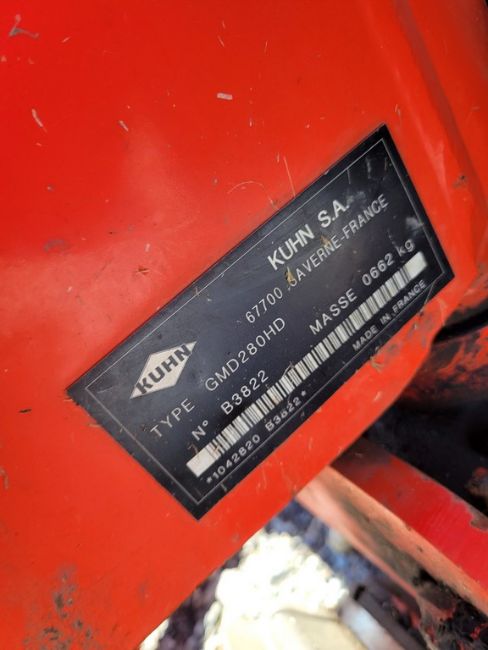 KUHN S.A.
67700 SAVERNE-FRANCE
KUHN
TYPE GMD280HD MASSE 0662 kg
N° B3822
*1042820 B3822*
MADE IN FRANCE